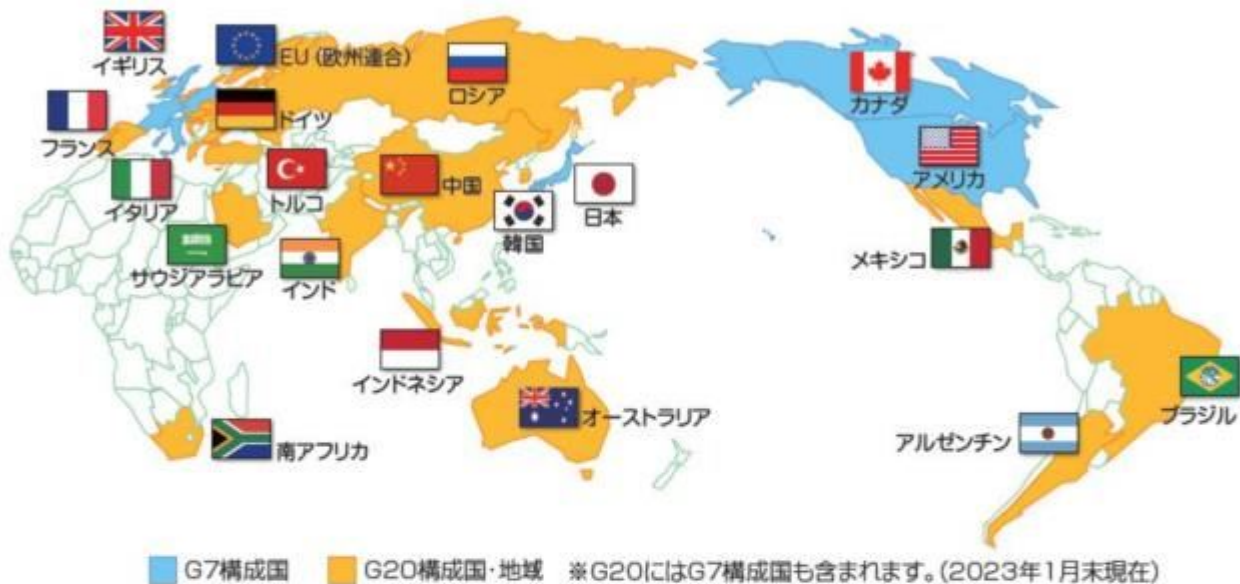 イギリス
EU(欧州連合)
ロシア
カナダ
フランス
ドイツ
アメリカ
イタリア
トルコ
中国
韓国
日本
サウジアラビア
インド
メキシコ
インドネシア
オーストラリア
ブラジル
南アフリカ
アルゼンチン
G7構成国 G20構成国・地域 ※G20にはG7構成国も含まれます。(2023年1月末現在)